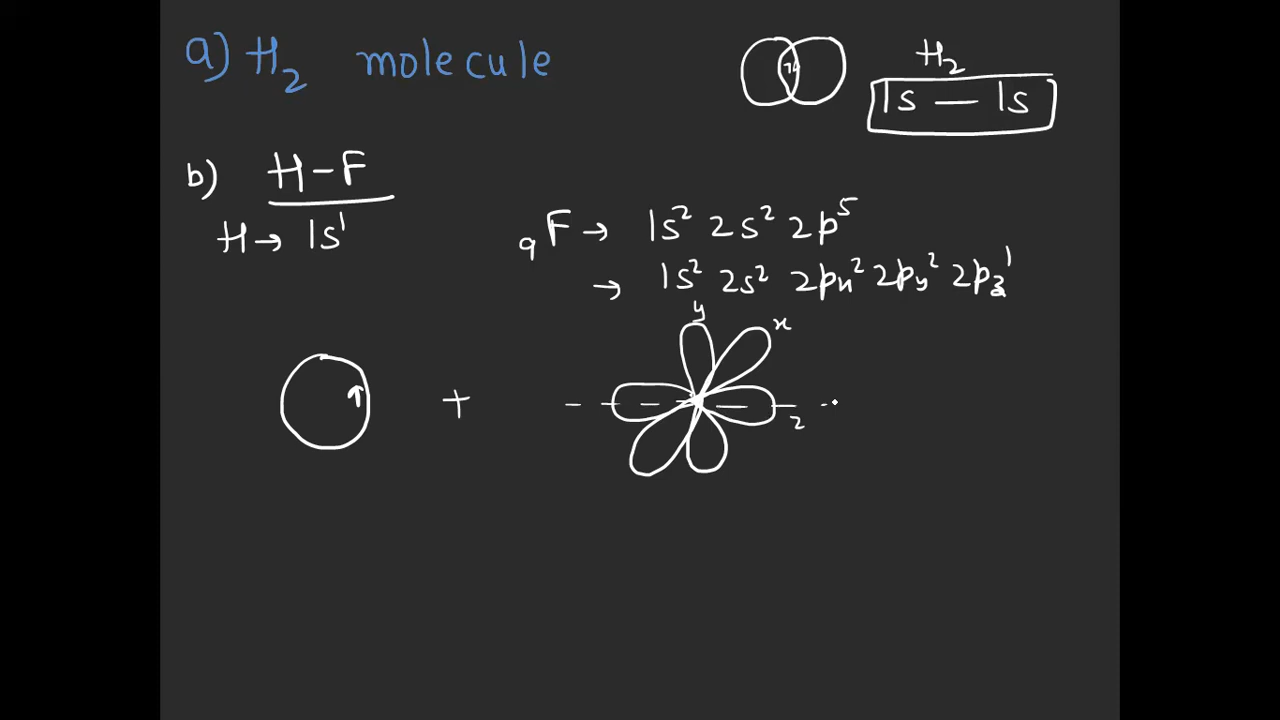 a) H₂ molecule
H₂
1s — 1s
b) H-F
H → 1s¹
₉F → 1s² 2s² 2p⁵
→ 1s² 2s² 2px² 2py² 2pz¹
y
x
+
z